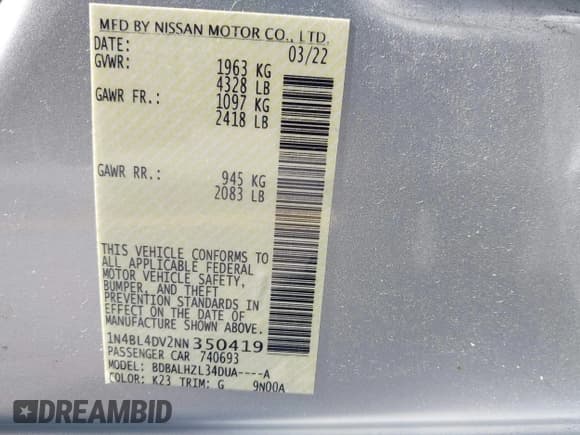 MFD BY NISSAN MOTOR CO., LTD.
DATE: 03/22
GVWR: 1963 KG
4328 LB
GAWR FR.: 1097 KG
2418 LB
GAWR RR.: 945 KG
2083 LB
THIS VEHICLE CONFORMS TO
ALL APPLICABLE FEDERAL
MOTOR VEHICLE SAFETY,
BUMPER, AND THEFT
PREVENTION STANDARDS IN
EFFECT ON THE DATE OF
MANUFACTURE SHOWN ABOVE.
1N4BL4DV2NN350419
PASSENGER CAR 740693
MODEL: BDBALHZL34DUA----A
COLOR: K23 TRIM: G 9N00A
DREAMBID